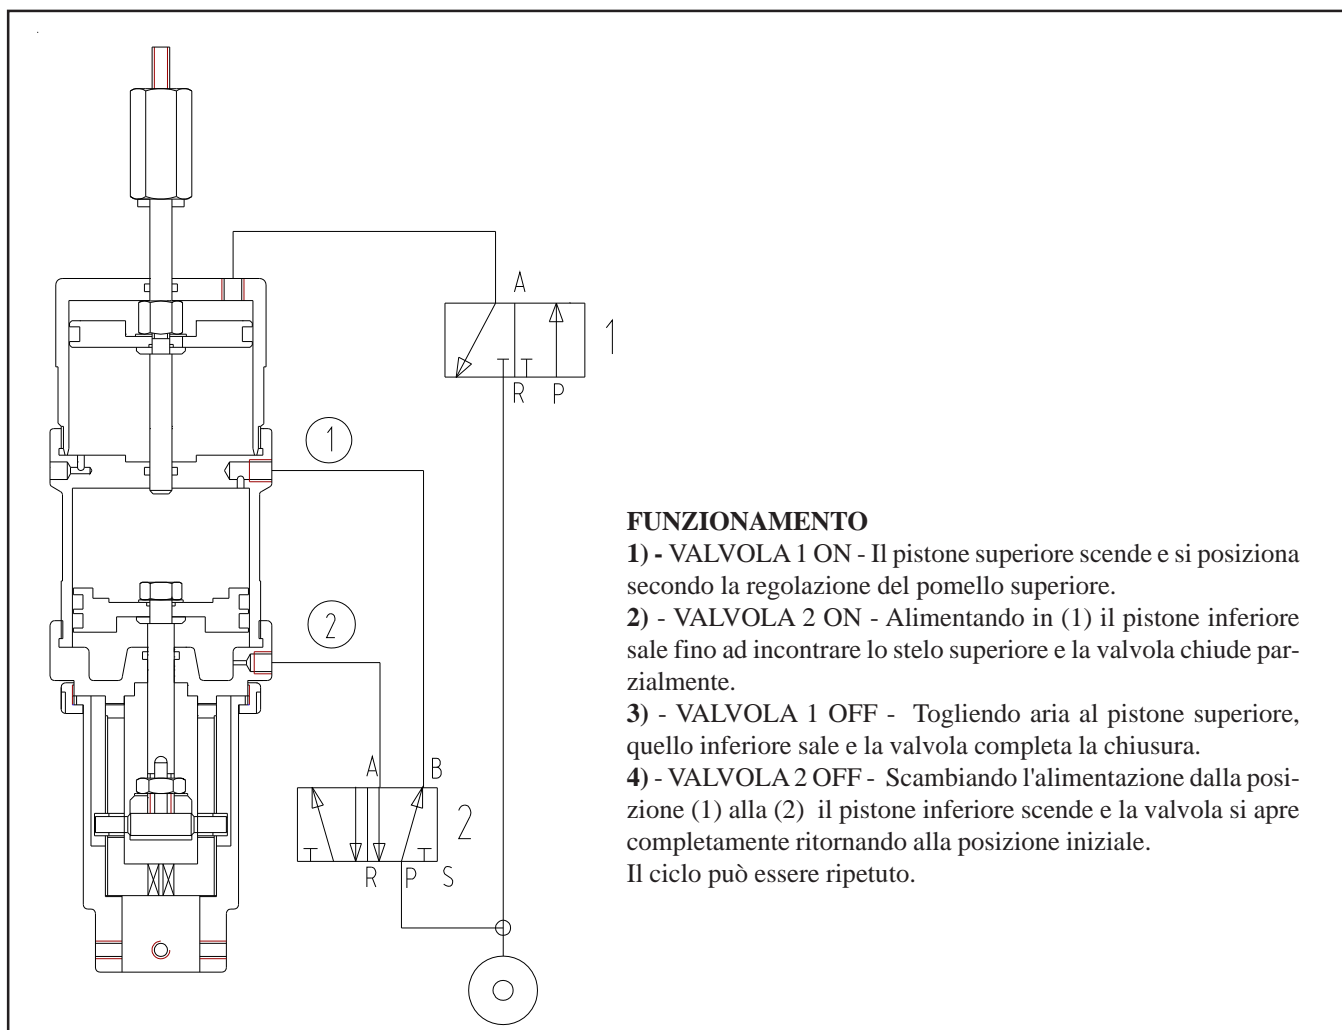 A
1
R P
1
2
A B
2
R P S
FUNZIONAMENTO
1) - VALVOLA 1 ON - Il pistone superiore scende e si posiziona
secondo la regolazione del pomello superiore.
2) - VALVOLA 2 ON - Alimentando in (1) il pistone inferiore
sale fino ad incontrare lo stelo superiore e la valvola chiude par-
zialmente.
3) - VALVOLA 1 OFF - Togliendo aria al pistone superiore,
quello inferiore sale e la valvola completa la chiusura.
4) - VALVOLA 2 OFF - Scambiando l'alimentazione dalla posi-
zione (1) alla (2) il pistone inferiore scende e la valvola si apre
completamente ritornando alla posizione iniziale.
Il ciclo può essere ripetuto.